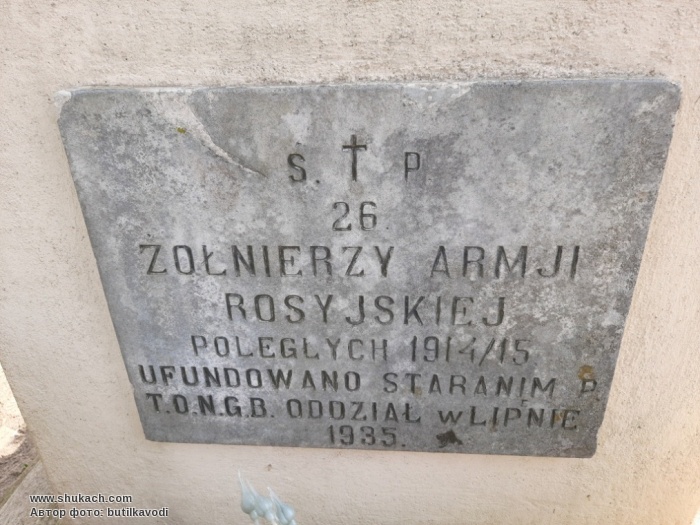 S. † P
26
ŻOŁNIERZY ARMJI
ROSYJSKIEJ
POLEGŁYCH 1914/15
UFUNDOWANO STARANIM P.
T.O.N.G.B. ODDZIAŁ w LIPNIE
1935.
www.shukach.com
Автор фото: butilkavodi